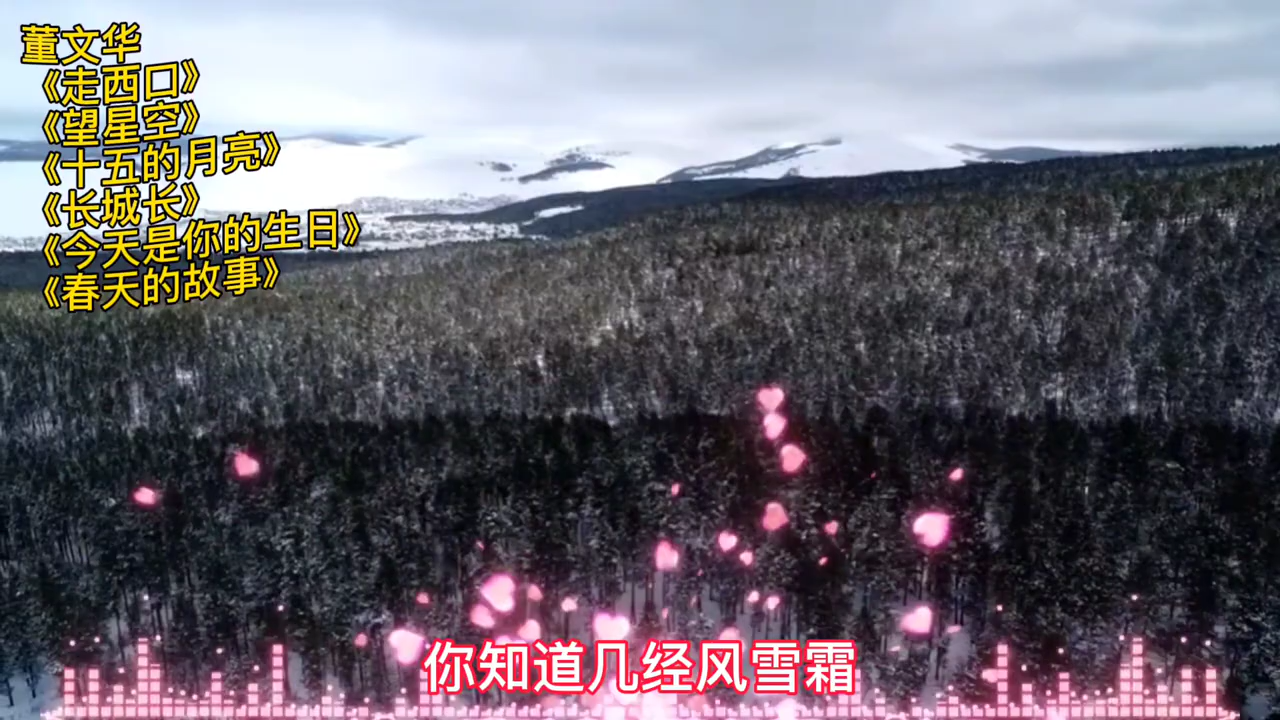 董文华
《走西口》
《望星空》
《十五的月亮》
《长城长》
《今天是你的生日》
《春天的故事》
你知道几经风雪霜